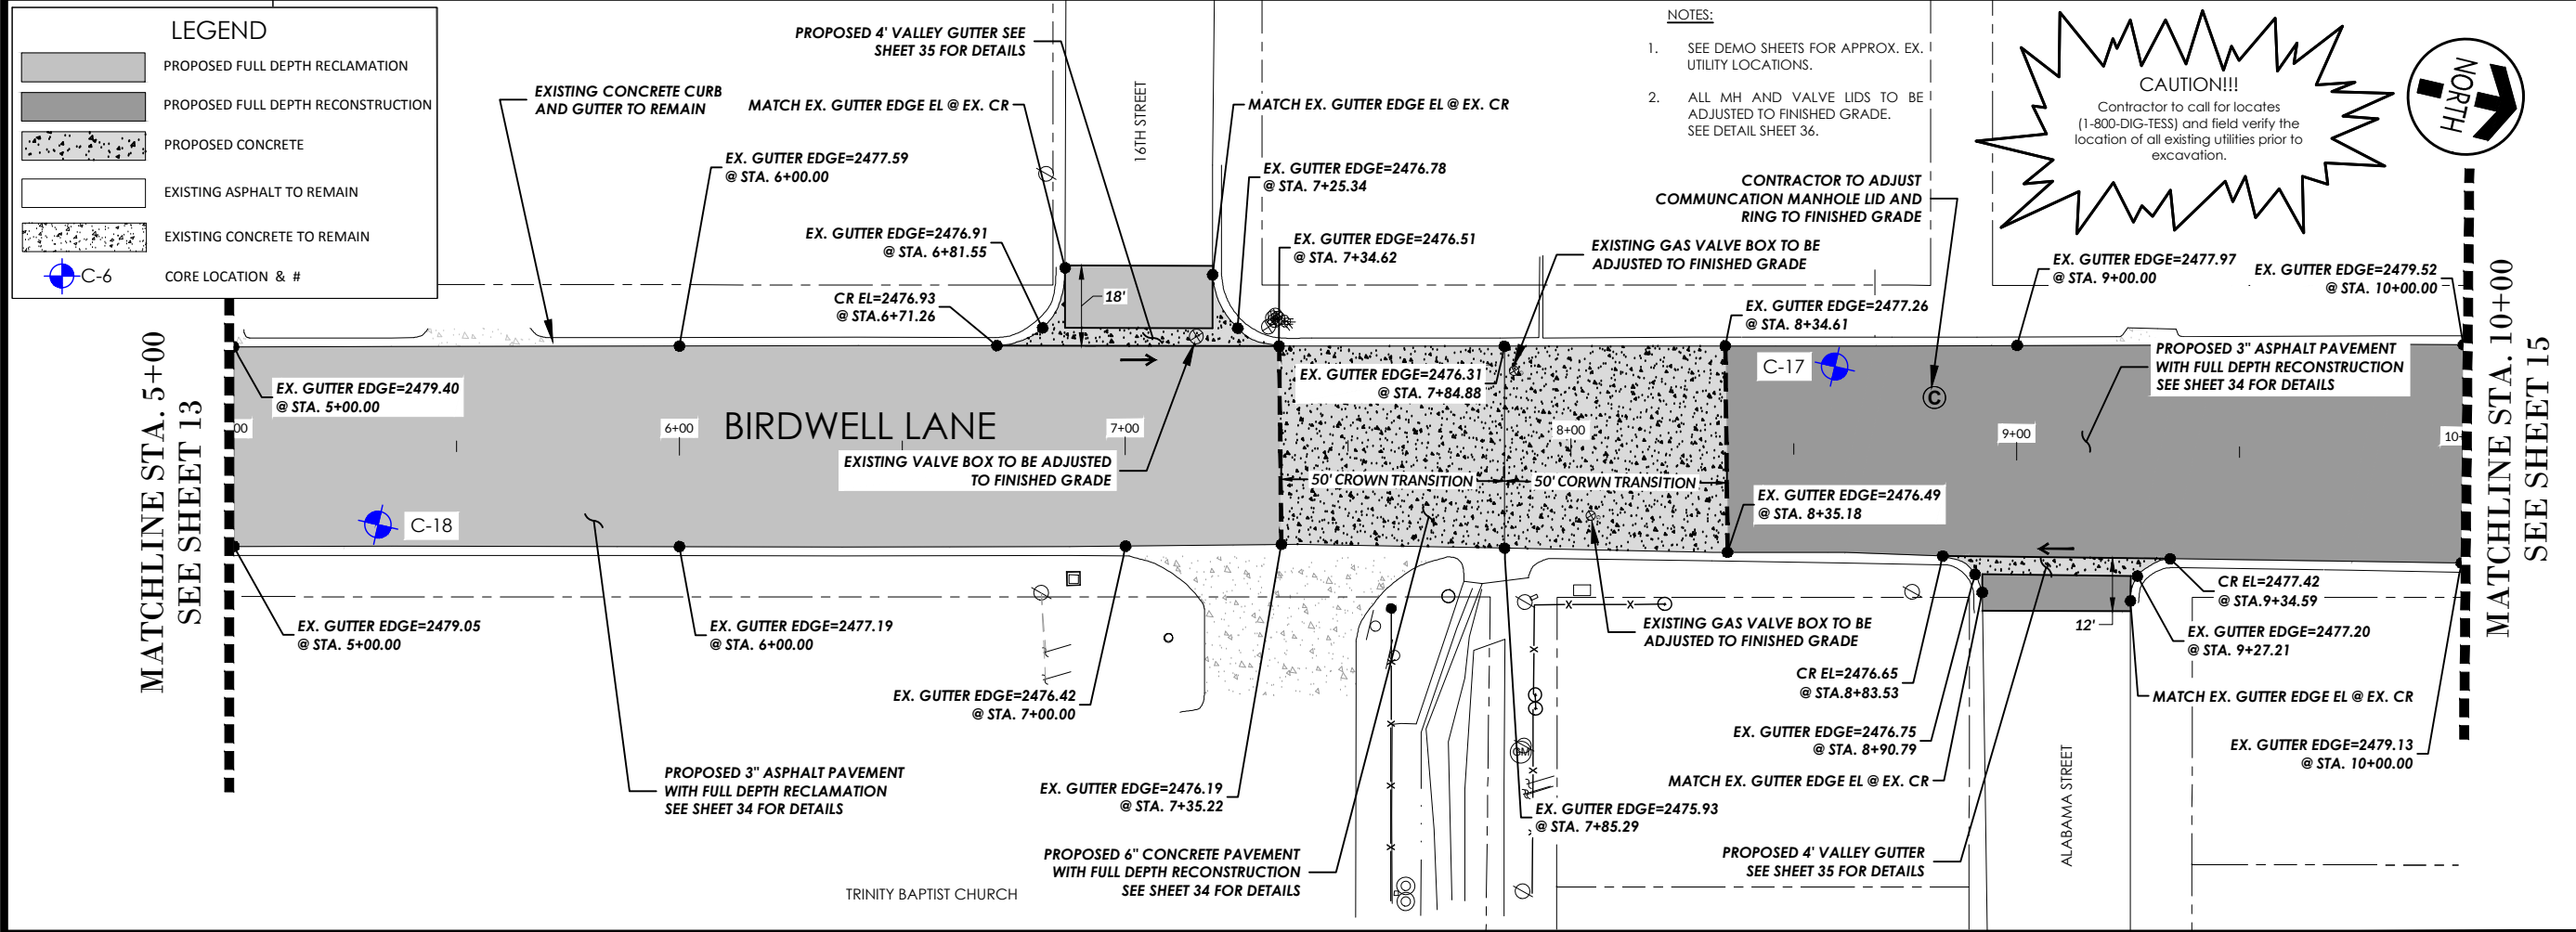 LEGEND
PROPOSED FULL DEPTH RECLAMATION
PROPOSED FULL DEPTH RECONSTRUCTION
PROPOSED CONCRETE
EXISTING ASPHALT TO REMAIN
EXISTING CONCRETE TO REMAIN
C-6
CORE LOCATION & #
PROPOSED 4' VALLEY GUTTER SEE
SHEET 35 FOR DETAILS
EXISTING CONCRETE CURB
AND GUTTER TO REMAIN
MATCH EX. GUTTER EDGE EL @ EX. CR
16TH STREET
MATCH EX. GUTTER EDGE EL @ EX. CR
EX. GUTTER EDGE=2477.59
@ STA. 6+00.00
EX. GUTTER EDGE=2476.78
@ STA. 7+25.34
EX. GUTTER EDGE=2476.91
@ STA. 6+81.55
EX. GUTTER EDGE=2476.51
@ STA. 7+34.62
CR EL=2476.93
@ STA.6+71.26
18'
NOTES:
1. SEE DEMO SHEETS FOR APPROX. EX.
UTILITY LOCATIONS.
2. ALL MH AND VALVE LIDS TO BE
ADJUSTED TO FINISHED GRADE.
SEE DETAIL SHEET 36.
CONTRACTOR TO ADJUST
COMMUNCATION MANHOLE LID AND
RING TO FINISHED GRADE
EXISTING GAS VALVE BOX TO BE
ADJUSTED TO FINISHED GRADE
CAUTION!!!
Contractor to call for locates
(1-800-DIG-TESS) and field verify the
location of all existing utilities prior to
excavation.
NORTH
EX. GUTTER EDGE=2477.26
@ STA. 8+34.61
EX. GUTTER EDGE=2477.97
@ STA. 9+00.00
EX. GUTTER EDGE=2479.52
@ STA. 10+00.00
MATCHLINE STA. 5+00
SEE SHEET 13
EX. GUTTER EDGE=2479.40
@ STA. 5+00.00
00
6+00
BIRDWELL LANE
7+00
EXISTING VALVE BOX TO BE ADJUSTED
TO FINISHED GRADE
C-18
EX. GUTTER EDGE=2476.31
@ STA. 7+84.88
8+00
50' CROWN TRANSITION
50' CORWN TRANSITION
C-17
C
9+00
PROPOSED 3" ASPHALT PAVEMENT
WITH FULL DEPTH RECONSTRUCTION
SEE SHEET 34 FOR DETAILS
10+
EX. GUTTER EDGE=2476.49
@ STA. 8+35.18
MATCHLINE STA. 10+00
SEE SHEET 15
EX. GUTTER EDGE=2479.05
@ STA. 5+00.00
EX. GUTTER EDGE=2477.19
@ STA. 6+00.00
EX. GUTTER EDGE=2476.42
@ STA. 7+00.00
PROPOSED 3" ASPHALT PAVEMENT
WITH FULL DEPTH RECLAMATION
SEE SHEET 34 FOR DETAILS
EX. GUTTER EDGE=2476.19
@ STA. 7+35.22
PROPOSED 6" CONCRETE PAVEMENT
WITH FULL DEPTH RECONSTRUCTION
SEE SHEET 34 FOR DETAILS
TRINITY BAPTIST CHURCH
GM
EX. GUTTER EDGE=2475.93
@ STA. 7+85.29
EXISTING GAS VALVE BOX TO BE
ADJUSTED TO FINISHED GRADE
CR EL=2476.65
@ STA.8+83.53
EX. GUTTER EDGE=2476.75
@ STA. 8+90.79
MATCH EX. GUTTER EDGE EL @ EX. CR
PROPOSED 4' VALLEY GUTTER
SEE SHEET 35 FOR DETAILS
12'
ALABAMA STREET
CR EL=2477.42
@ STA.9+34.59
EX. GUTTER EDGE=2477.20
@ STA. 9+27.21
MATCH EX. GUTTER EDGE EL @ EX. CR
EX. GUTTER EDGE=2479.13
@ STA. 10+00.00